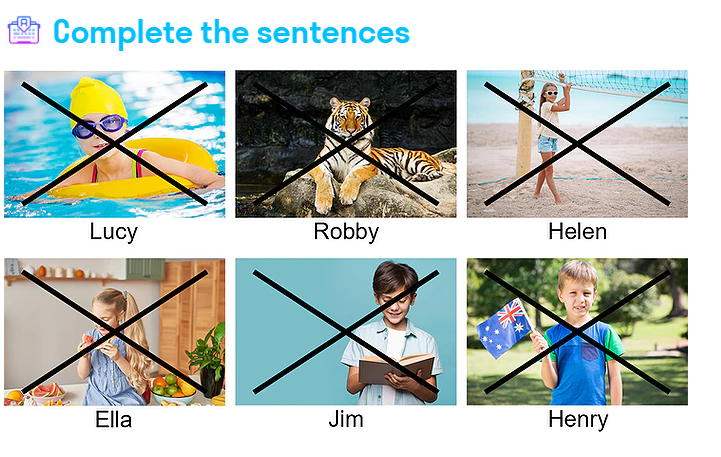 Complete the sentences
Lucy
Robby
Helen
Ella
Jim
Henry